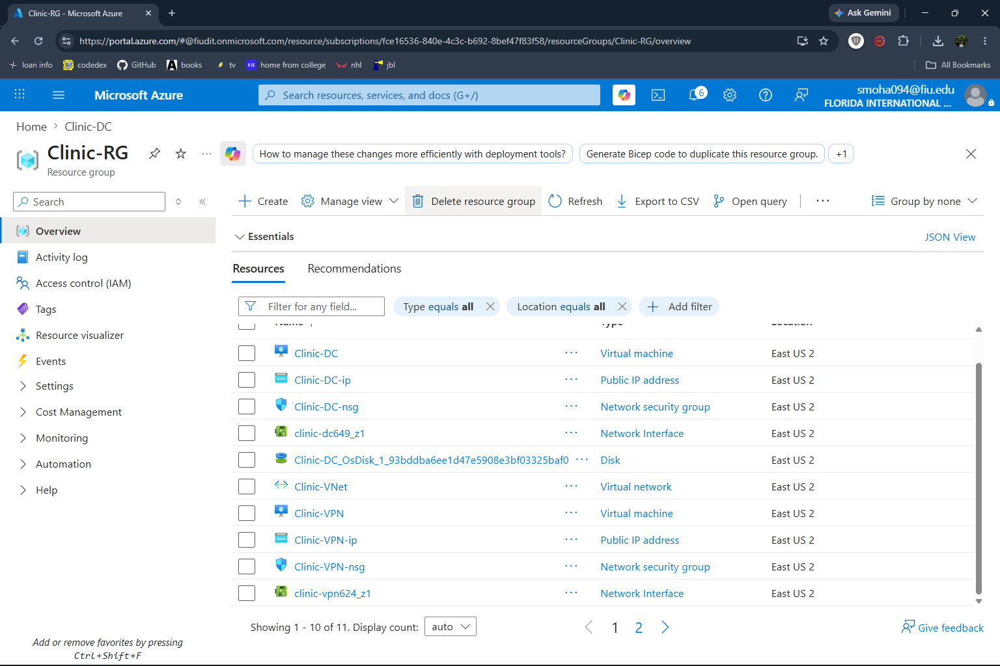 Clinic-RG - Microsoft Azure
Ask Gemini
https://portal.azure.com/#@fiudit.onmicrosoft.com/resource/subscriptions/fce16536-840e-4c3c-b692-8bef47f83f58/resourceGroups/Clinic-RG/overview
loan info codedex GitHub books tv home from college nhl jbl All Bookmarks
Microsoft Azure
Search resources, services, and docs (G+/)
6
smoha094@fiu.edu
FLORIDA INTERNATIONAL ...
Home > Clinic-DC
Clinic-RG
Resource group
How to manage these changes more efficiently with deployment tools?
Generate Bicep code to duplicate this resource group.
+1
Search
Create Manage view Delete resource group Refresh Export to CSV Open query ... Group by none
Overview
Activity log
Access control (IAM)
Tags
Resource visualizer
Events
Settings
Cost Management
Monitoring
Automation
Help
Add or remove favorites by pressing
Ctrl+Shift+F
Essentials
JSON View
Resources Recommendations
Filter for any field...
Type equals all
Location equals all
Add filter
Name ↑ Type Location
Clinic-DC ... Virtual machine East US 2
Clinic-DC-ip ... Public IP address East US 2
Clinic-DC-nsg ... Network security group East US 2
clinic-dc649_z1 ... Network Interface East US 2
Clinic-DC_OsDisk_1_93bddba6ee1d47e5908e3bf03325baf0 ... Disk East US 2
Clinic-VNet ... Virtual network East US 2
Clinic-VPN ... Virtual machine East US 2
Clinic-VPN-ip ... Public IP address East US 2
Clinic-VPN-nsg ... Network security group East US 2
clinic-vpn624_z1 ... Network Interface East US 2
Showing 1 - 10 of 11. Display count: auto
1 2
Give feedback